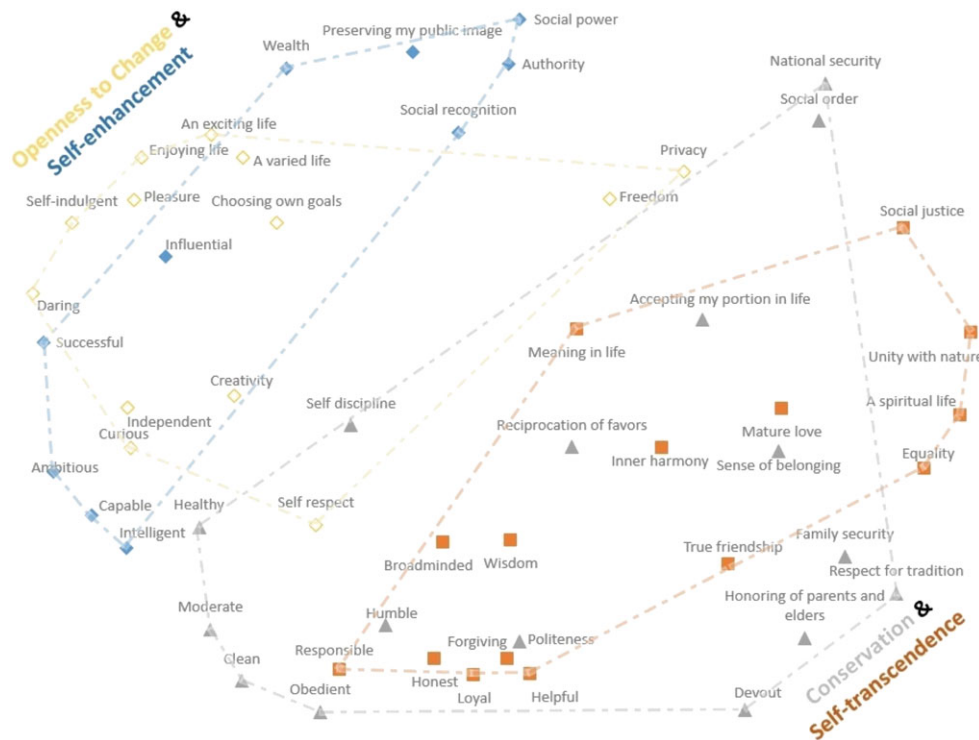 Openness to Change &
Self-enhancement
Social power
Preserving my public image
Wealth
Authority
National security
Social order
Social recognition
An exciting life
Enjoying life
A varied life
Privacy
Self-indulgent
Pleasure
Choosing own goals
Freedom
Social justice
Influential
Daring
Accepting my portion in life
Successful
Meaning in life
Unity with nature
Creativity
Self discipline
A spiritual life
Independent
Curious
Reciprocation of favors
Mature love
Inner harmony
Sense of belonging
Equality
Ambitious
Capable
Healthy
Self respect
Intelligent
Broadminded
Wisdom
True friendship
Family security
Respect for tradition
Moderate
Humble
Honoring of parents and
elders
Responsible
Forgiving
Politeness
Clean
Honest
Obedient
Loyal
Helpful
Devout
Conservation &
Self-transcendence